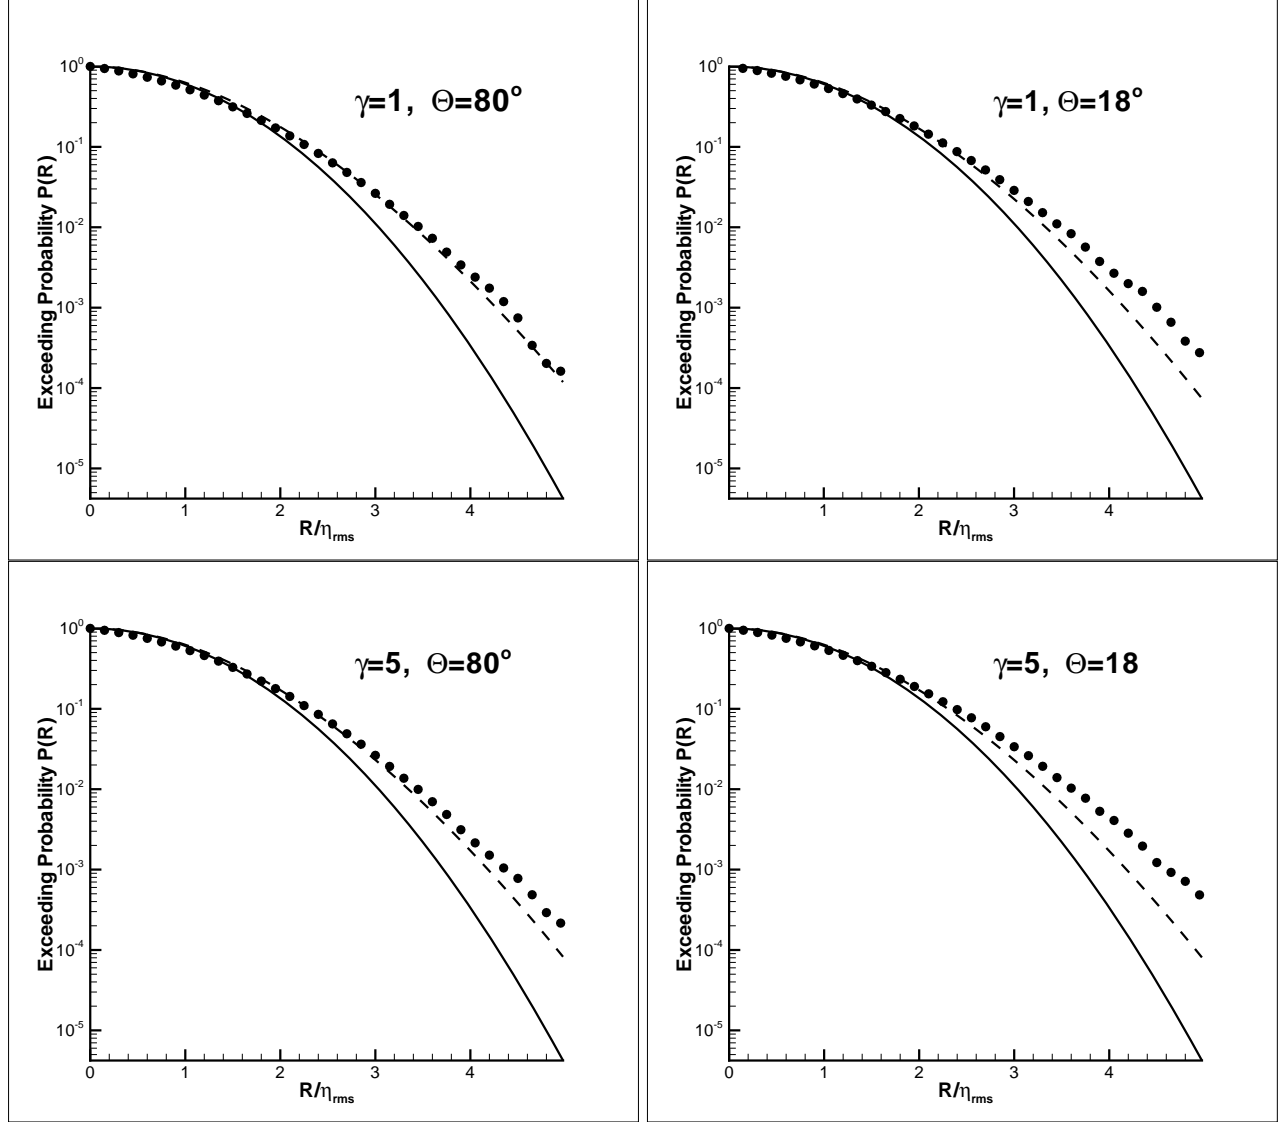 γ=1, Θ=80°
Exceeding Probability P(R)
10⁰
10⁻¹
10⁻²
10⁻³
10⁻⁴
10⁻⁵
0 1 2 3 4
R/ηrms
γ=1, Θ=18°
Exceeding Probability P(R)
10⁰
10⁻¹
10⁻²
10⁻³
10⁻⁴
10⁻⁵
1 2 3 4
R/ηrms
γ=5, Θ=80°
Exceeding Probability P(R)
10⁰
10⁻¹
10⁻²
10⁻³
10⁻⁴
10⁻⁵
0 1 2 3 4
R/ηrms
γ=5, Θ=18
Exceeding Probability P(R)
10⁰
10⁻¹
10⁻²
10⁻³
10⁻⁴
10⁻⁵
0 1 2 3 4
R/ηrms